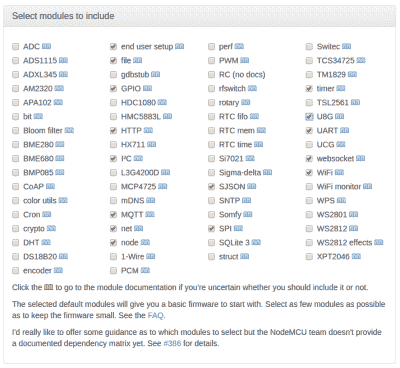 Select modules to include
ADC
ADS1115
ADXL345
AM2320
APA102
bit
Bloom filter
BME280
BME680
BMP085
CoAP
color utils
Cron
crypto
DHT
DS18B20
encoder
end user setup
file
gdbstub
GPIO
HDC1080
HMC5883L
HTTP
HX711
I²C
L3G4200D
MCP4725
mDNS
MQTT
net
node
1-Wire
PCM
perf
PWM
RC (no docs)
rfswitch
rotary
RTC fifo
RTC mem
RTC time
Si7021
Sigma-delta
SJSON
SNTP
Somfy
SPI
SQLite 3
struct
Switec
TCS34725
TM1829
timer
TSL2561
U8G
UART
UCG
websocket
WiFi
WiFi monitor
WPS
WS2801
WS2812
WS2812 effects
XPT2046
Click the to go to the module documentation if you're uncertain whether you should include it or not.
The selected default modules will give you a basic firmware to start with. Select as few modules as possible
as to keep the firmware small. See the FAQ.
I'd really like to offer some guidance as to which modules to select but the NodeMCU team doesn't provide
a documented dependency matrix yet. See #386 for details.